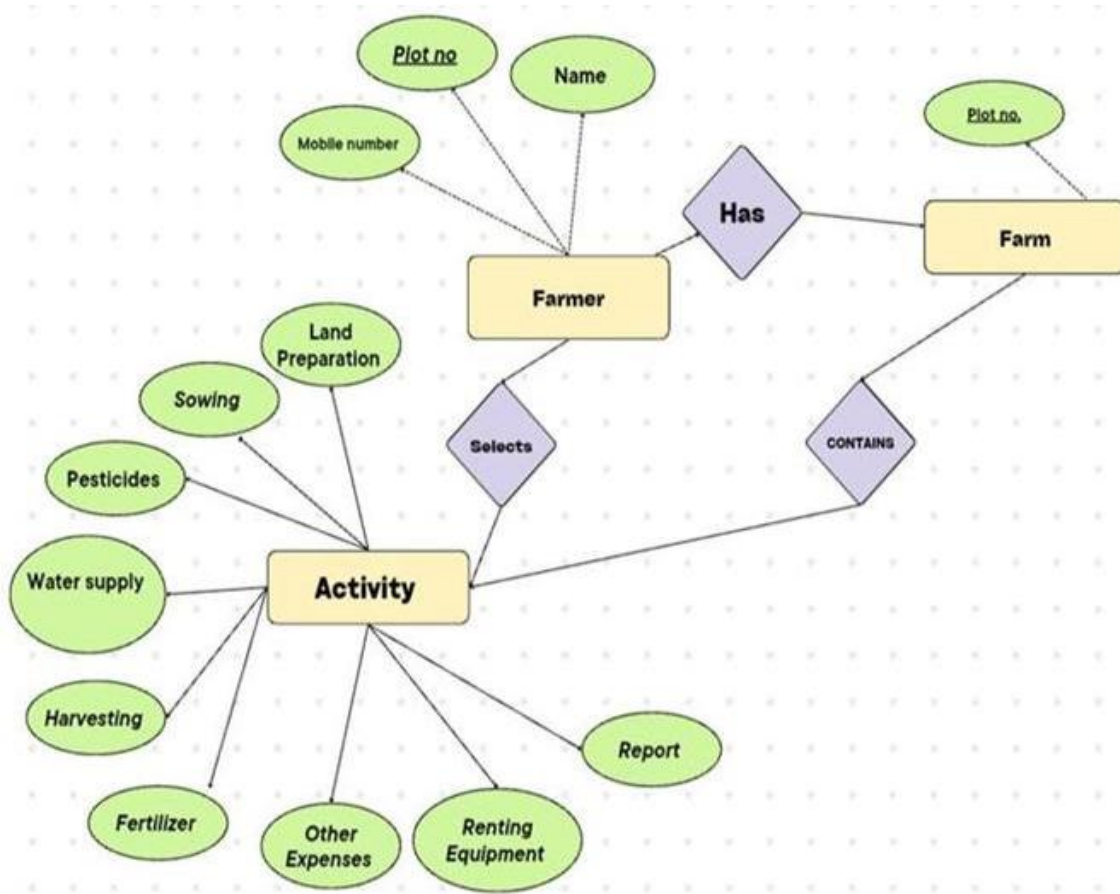 Plot no
Name
Mobile number
Plot no.
Has
Farm
Farmer
Land
Preparation
Sowing
Selects
CONTAINS
Pesticides
Activity
Water supply
Harvesting
Report
Fertilizer
Other
Expenses
Renting
Equipment